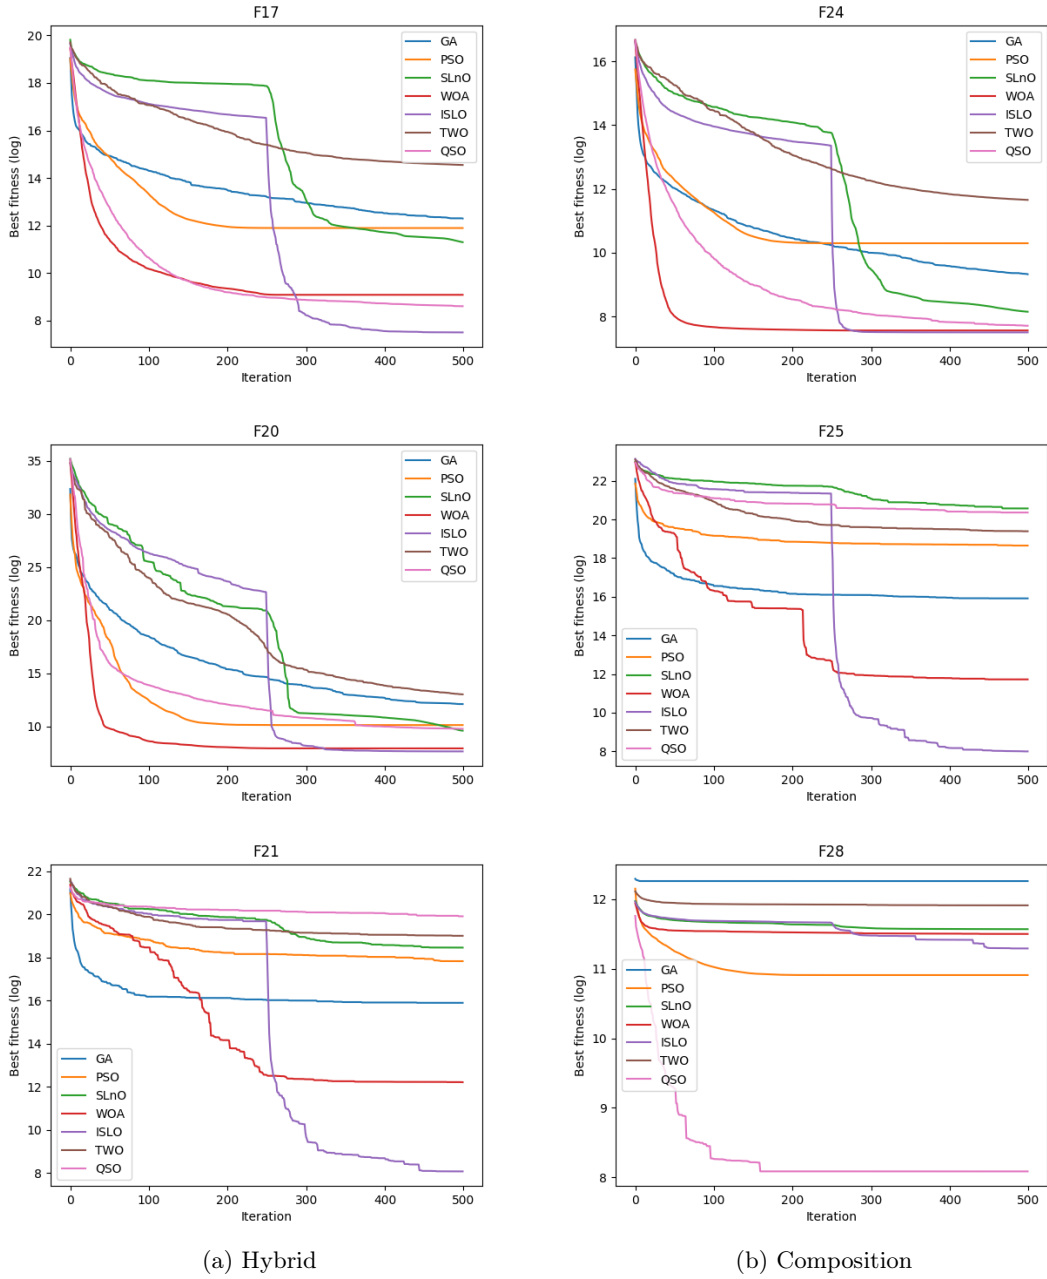 F17
20
18
16
14
12
10
8
Best fitness (log)
0 100 200 300 400 500
Iteration
GA
PSO
SLnO
WOA
ISLO
TWO
QSO
F24
16
14
12
10
8
Best fitness (log)
0 100 200 300 400 500
Iteration
GA
PSO
SLnO
WOA
ISLO
TWO
QSO
F20
35
30
25
20
15
10
Best fitness (log)
0 100 200 300 400 500
Iteration
GA
PSO
SLnO
WOA
ISLO
TWO
QSO
F25
22
20
18
16
14
12
10
8
Best fitness (log)
0 100 200 300 400 500
Iteration
GA
PSO
SLnO
WOA
ISLO
TWO
QSO
F21
22
20
18
16
14
12
10
8
Best fitness (log)
0 100 200 300 400 500
Iteration
GA
PSO
SLnO
WOA
ISLO
TWO
QSO
F28
12
11
10
9
8
Best fitness (log)
0 100 200 300 400 500
Iteration
GA
PSO
SLnO
WOA
ISLO
TWO
QSO
(a) Hybrid
(b) Composition